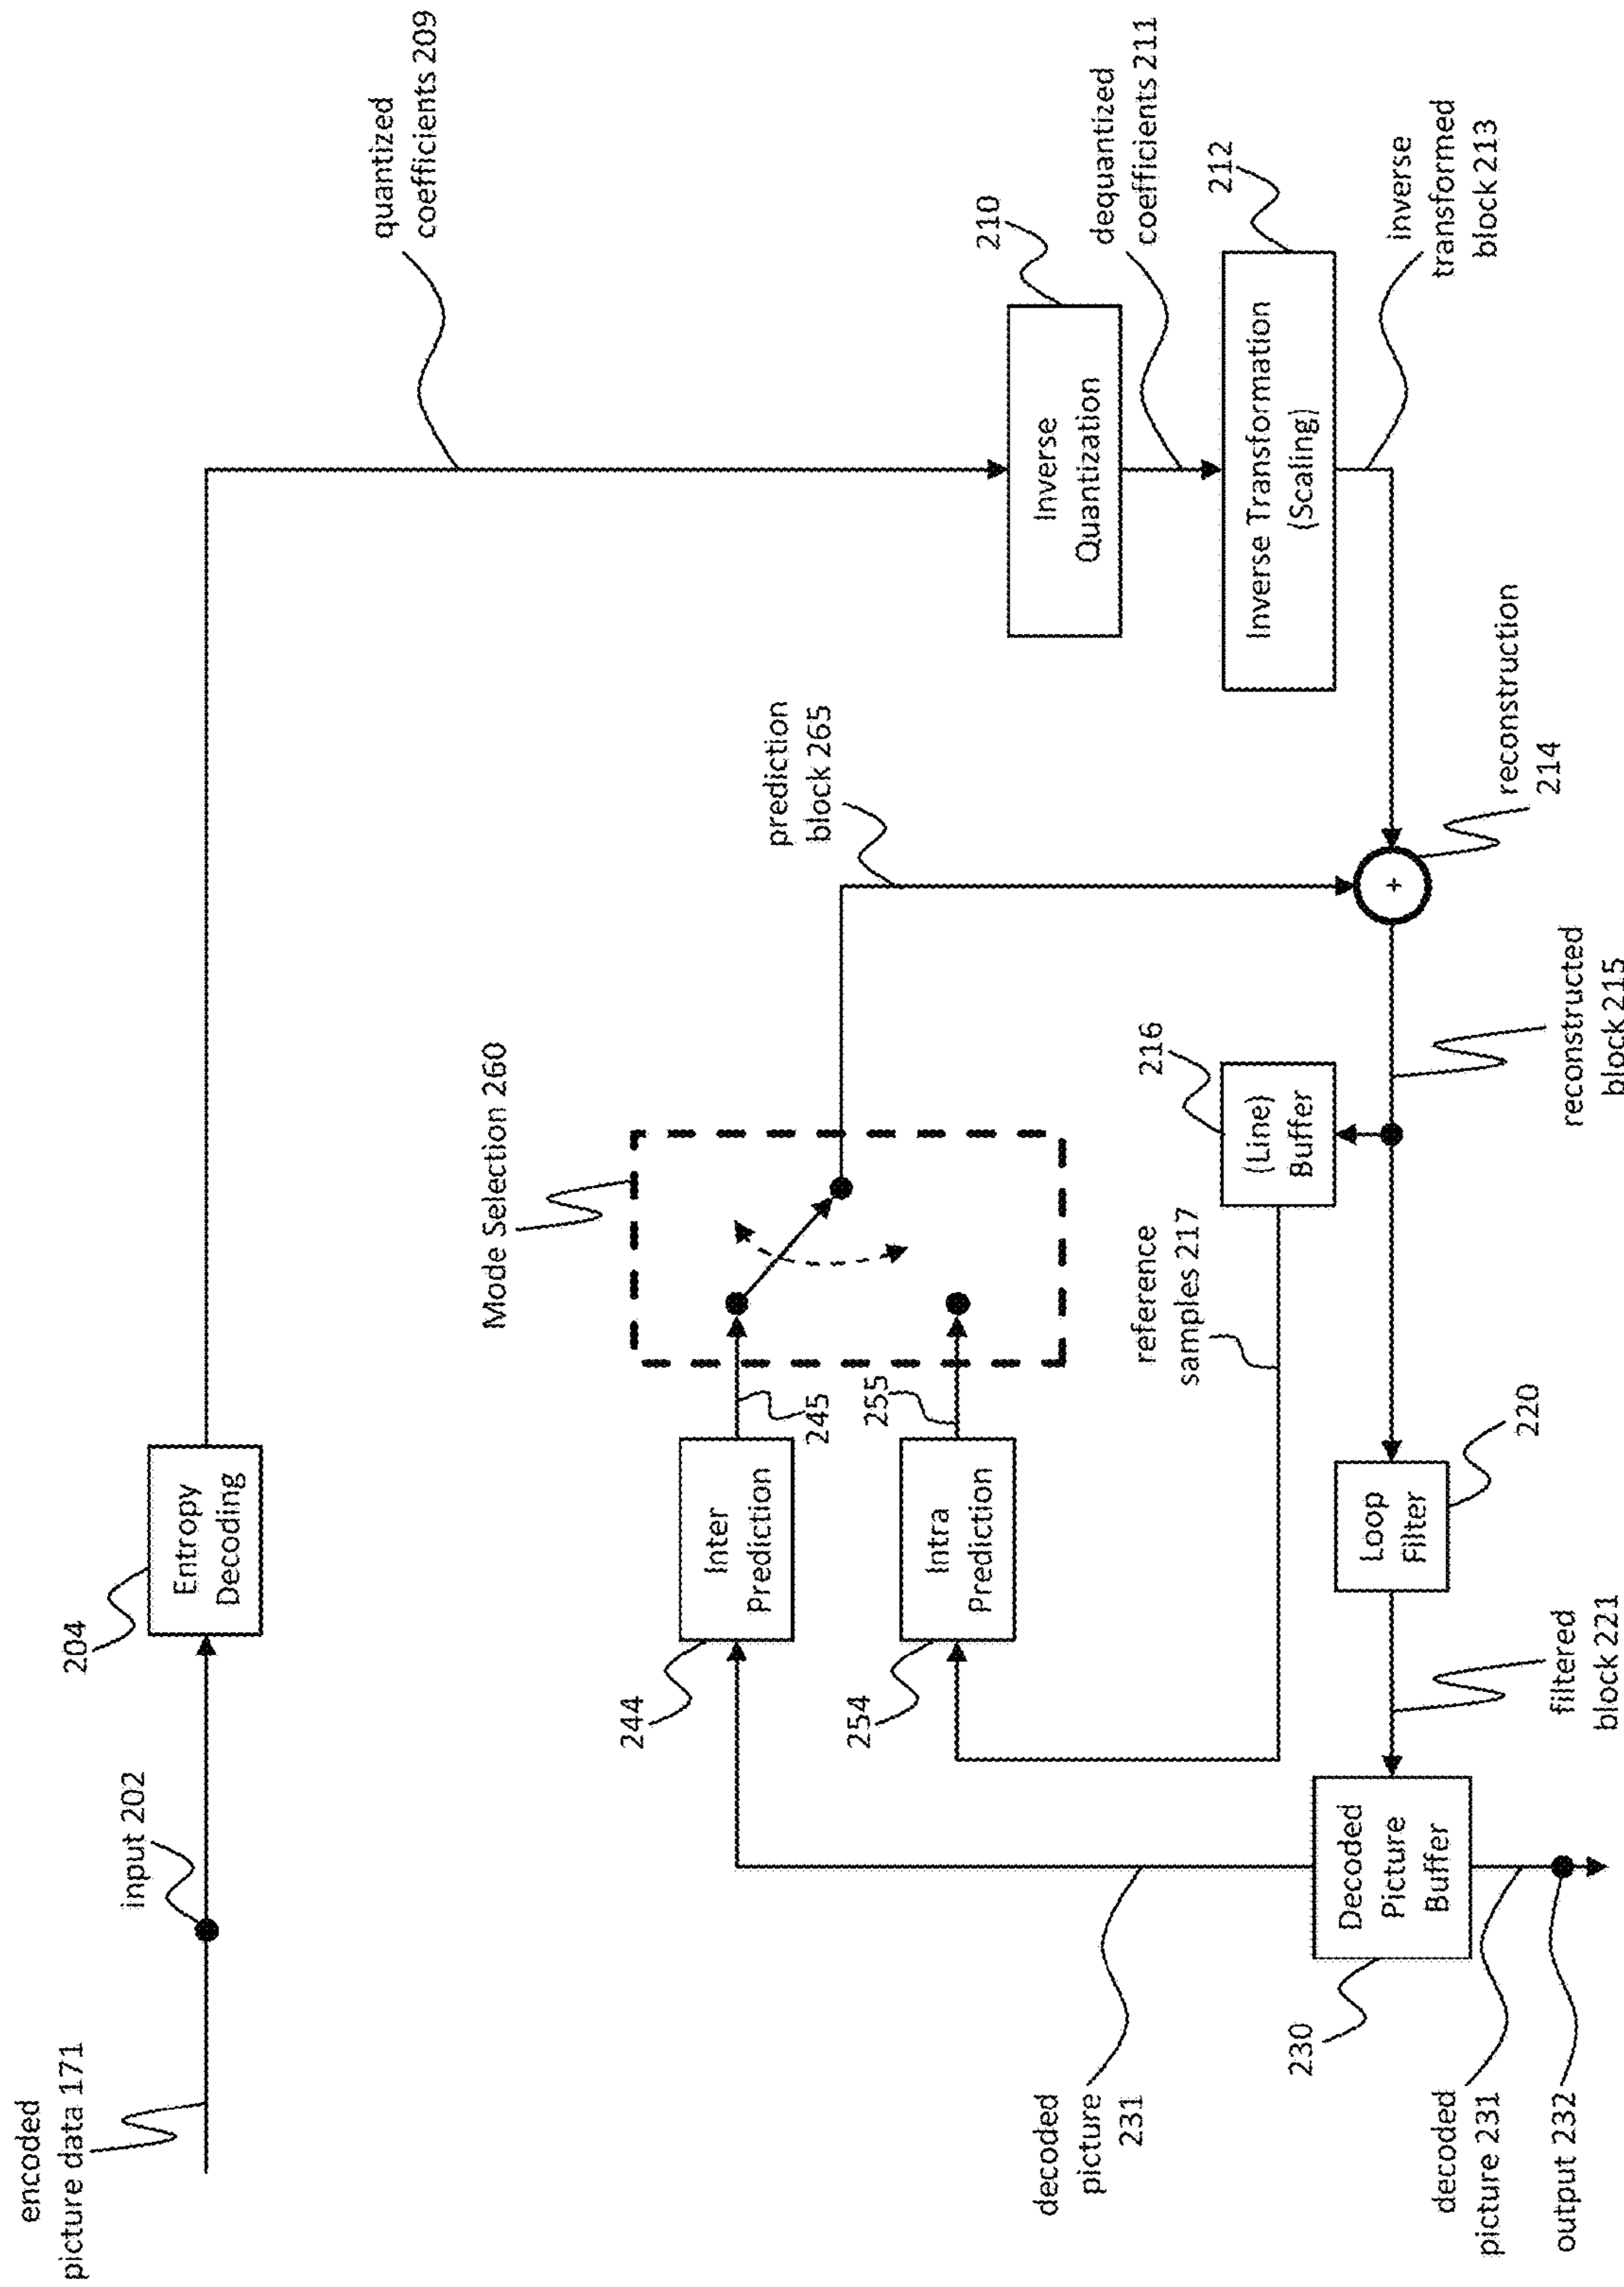 encoded
picture data 171
input 202
204
Entropy
Decoding
quantized
coefficients 209
Mode Selection 260
244
Inter
Prediction
245
254
Intra
Prediction
255
prediction
block 265
210
Inverse
Quantization
dequantized
coefficients 211
212
Inverse Transformation
(Scaling)
inverse
transformed
block 213
reference
samples 217
216
(Line)
Buffer
+
reconstruction
214
reconstructed
block 215
Loop
Filter
220
filtered
block 221
decoded
picture
231
230
Decoded
Picture
Buffer
decoded
picture 231
output 232